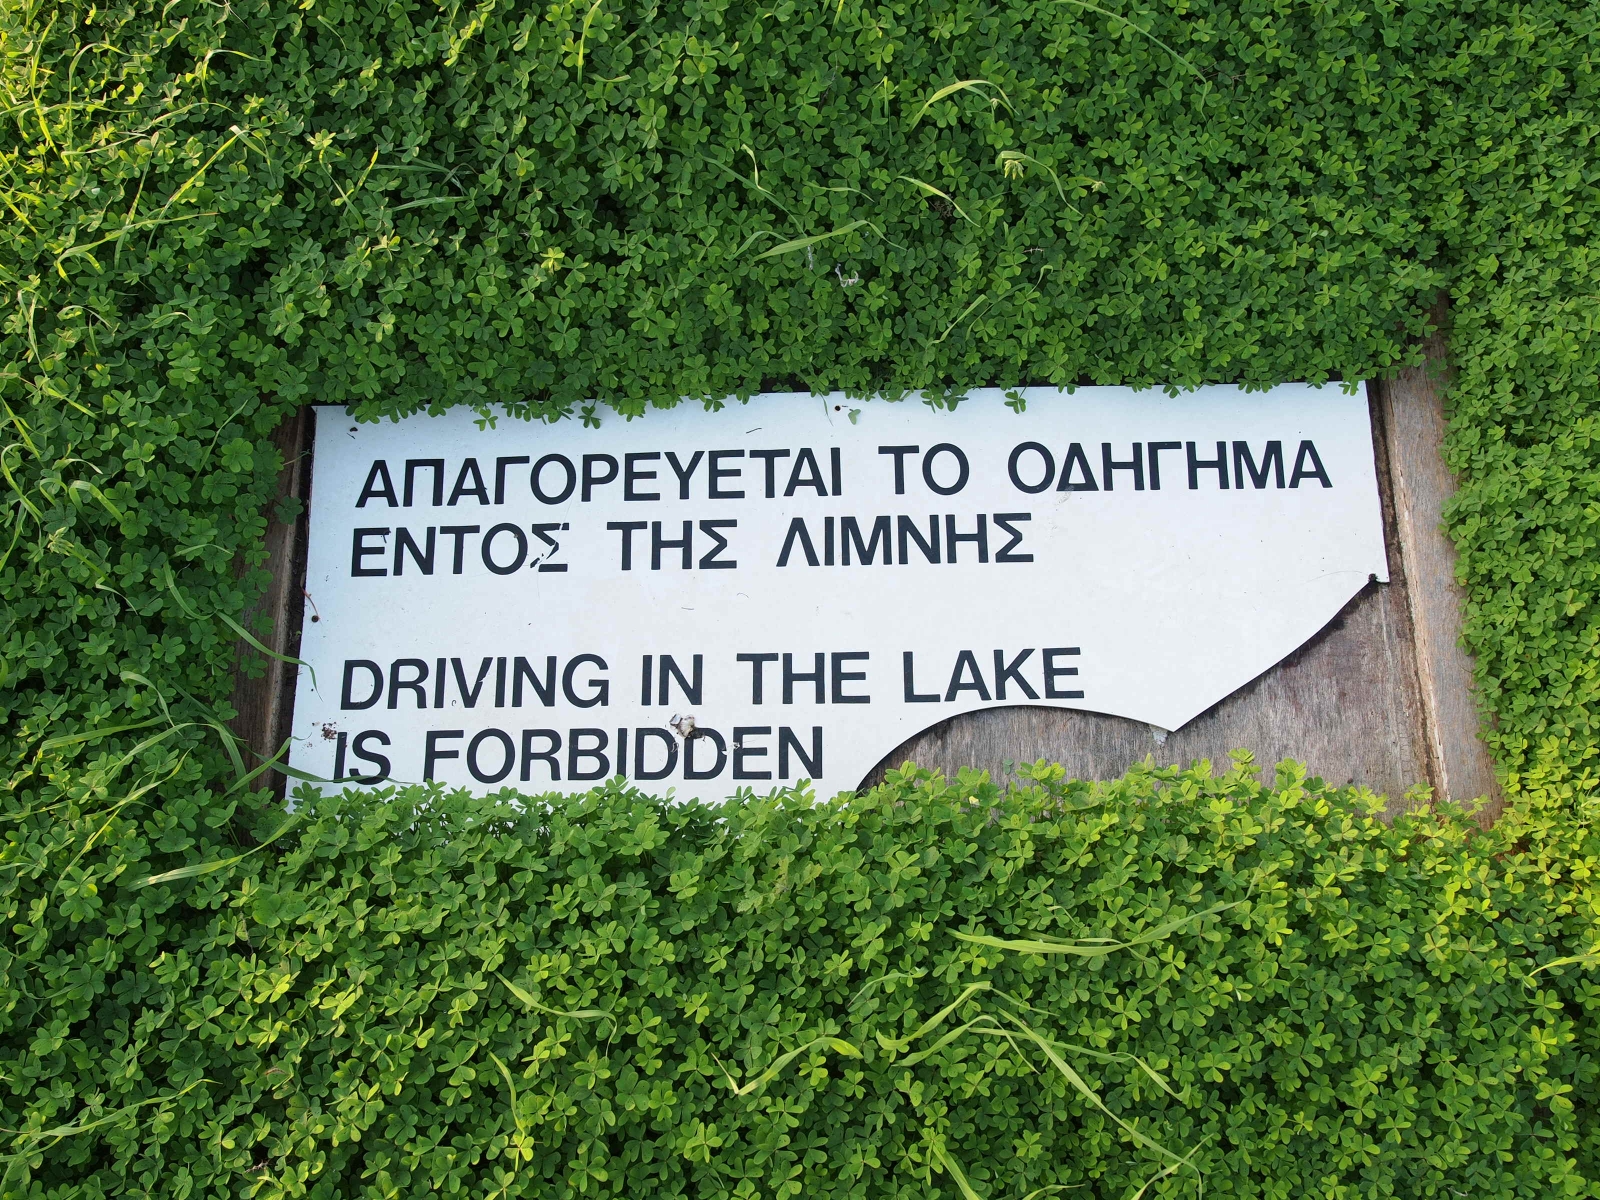 ΑΠΑΓΟΡΕΥΕΤΑΙ ΤΟ ΟΔΗΓΗΜΑ
ΕΝΤΟΣ ΤΗΣ ΛΙΜΝΗΣ
DRIVING IN THE LAKE
IS FORBIDDEN